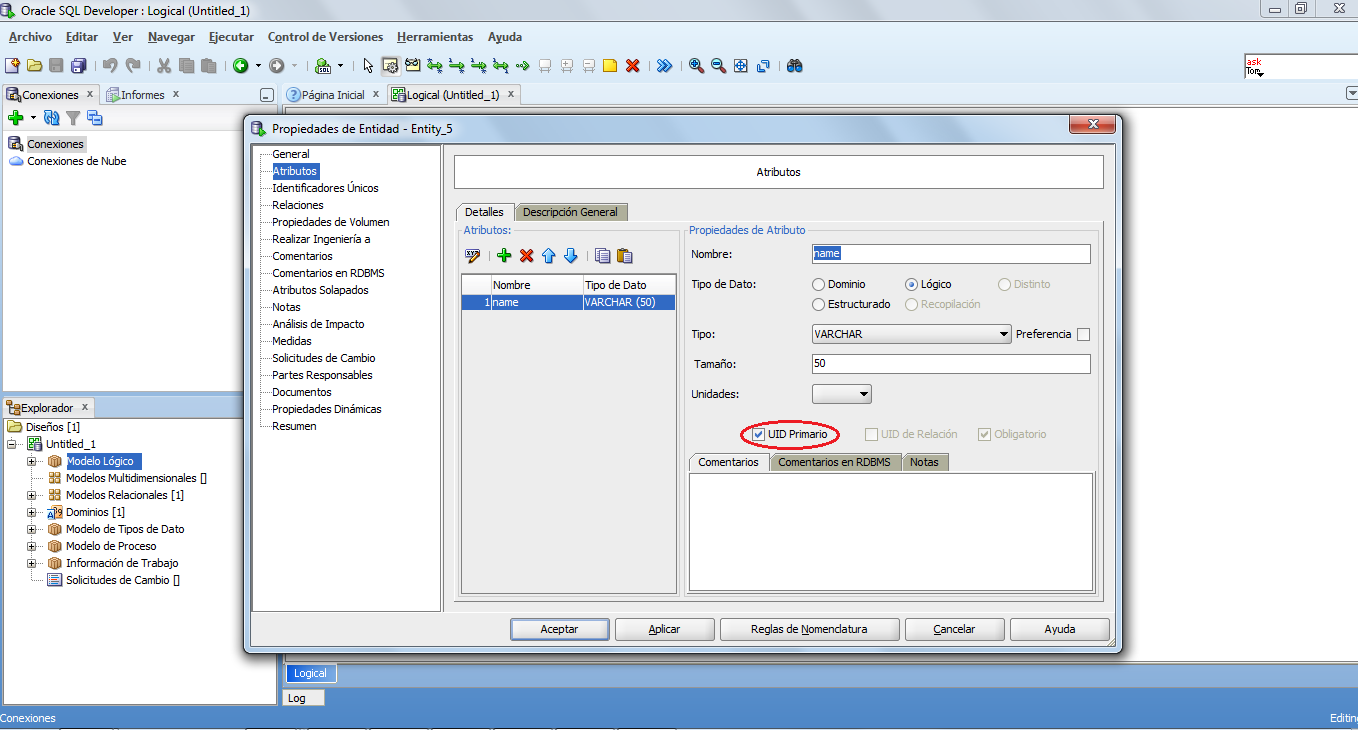 Oracle SQL Developer : Logical (Untitled_1)
Archivo Editar Ver Navegar Ejecutar Control de Versiones Herramientas Ayuda
SQL
ask
Tom
Conexiones x Informes x
Página Inicial x Logical (Untitled_1) x
Conexiones
Conexiones de Nube
Propiedades de Entidad - Entity_5
General
Atributos
Identificadores Únicos
Relaciones
Propiedades de Volumen
Realizar Ingeniería a
Comentarios
Comentarios en RDBMS
Atributos Solapados
Notas
Análisis de Impacto
Medidas
Solicitudes de Cambio
Partes Responsables
Documentos
Propiedades Dinámicas
Resumen
Atributos
Detalles Descripción General
Atributos:
Nombre Tipo de Dato
1 name VARCHAR (50)
Propiedades de Atributo
Nombre: name
Tipo de Dato: Dominio Lógico Distinto
Estructurado Recopilación
Tipo: VARCHAR Preferencia
Tamaño: 50
Unidades:
UID Primario UID de Relación Obligatorio
Comentarios Comentarios en RDBMS Notas
Aceptar Aplicar Reglas de Nomenclatura Cancelar Ayuda
Explorador x
Diseños [1]
Untitled_1
Modelo Lógico
Modelos Multidimensionales []
Modelos Relacionales [1]
Dominios [1]
Modelo de Tipos de Dato
Modelo de Proceso
Información de Trabajo
Solicitudes de Cambio []
Logical
Log
Conexiones Editing